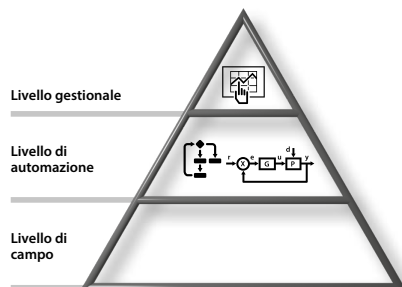 Livello gestionale
Livello di
automazione
r X e G u d P y
Livello di
campo